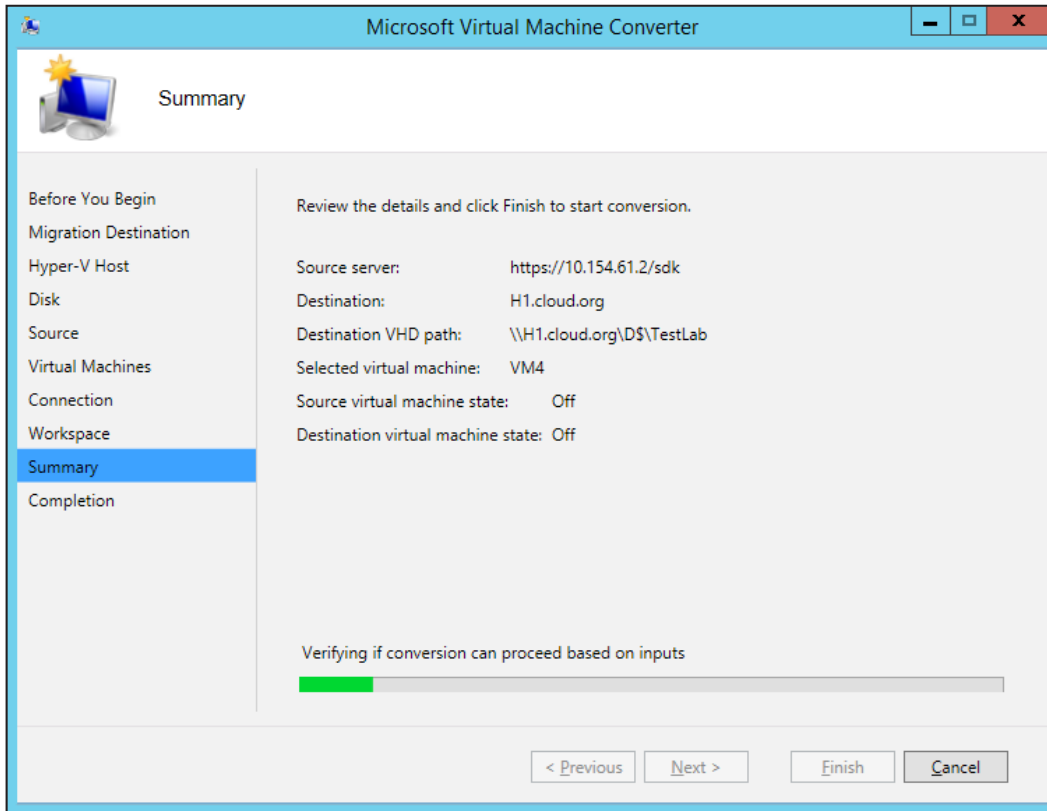 Microsoft Virtual Machine Converter
Summary
Before You Begin
Migration Destination
Hyper-V Host
Disk
Source
Virtual Machines
Connection
Workspace
Summary
Completion
Review the details and click Finish to start conversion.
Source server: https://10.154.61.2/sdk
Destination: H1.cloud.org
Destination VHD path: \\H1.cloud.org\D$\TestLab
Selected virtual machine: VM4
Source virtual machine state: Off
Destination virtual machine state: Off
Verifying if conversion can proceed based on inputs
< Previous Next > Finish Cancel